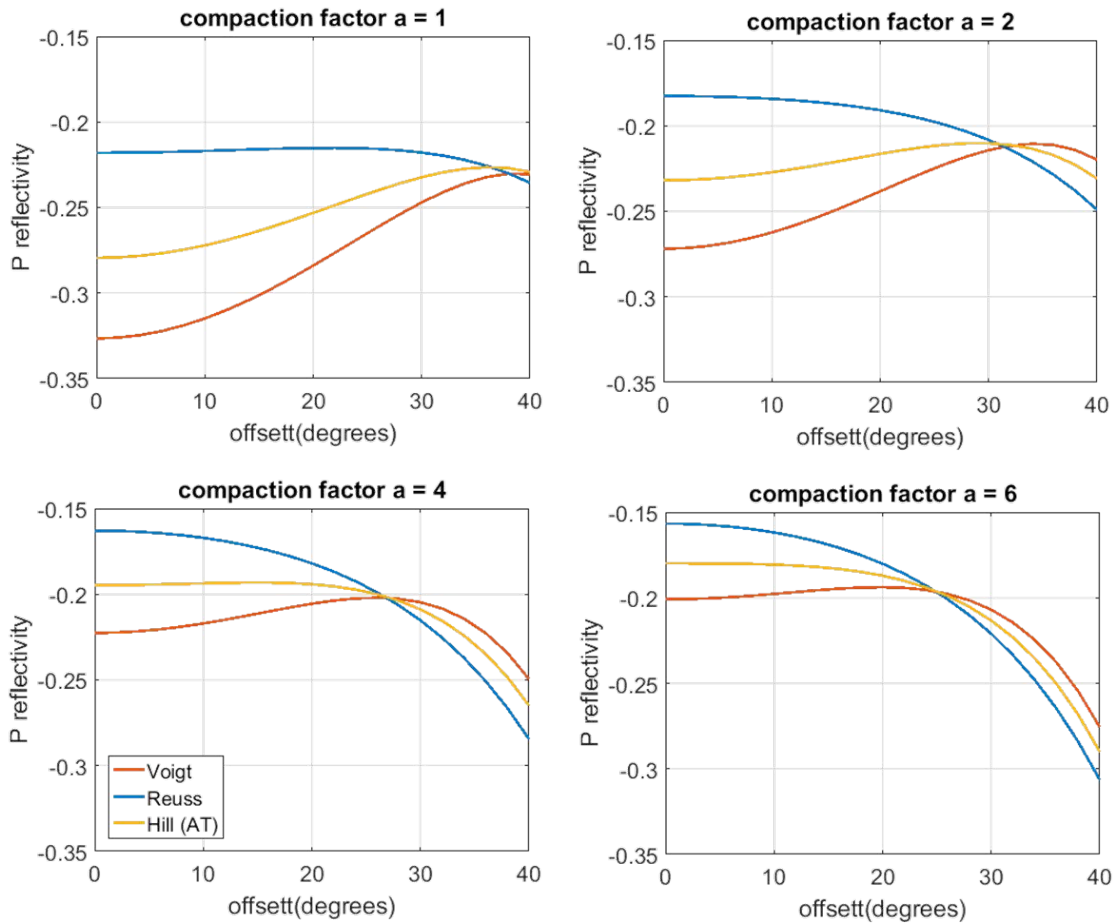 compaction factor a = 1
-0.15
-0.2
-0.25
-0.3
-0.35
P reflectivity
0 10 20 30 40
offsett(degrees)
compaction factor a = 2
-0.15
-0.2
-0.25
-0.3
-0.35
P reflectivity
0 10 20 30 40
offsett(degrees)
compaction factor a = 4
-0.15
-0.2
-0.25
-0.3
-0.35
P reflectivity
Voigt
Reuss
Hill (AT)
0 10 20 30 40
offsett(degrees)
compaction factor a = 6
-0.15
-0.2
-0.25
-0.3
-0.35
P reflectivity
0 10 20 30 40
offsett(degrees)